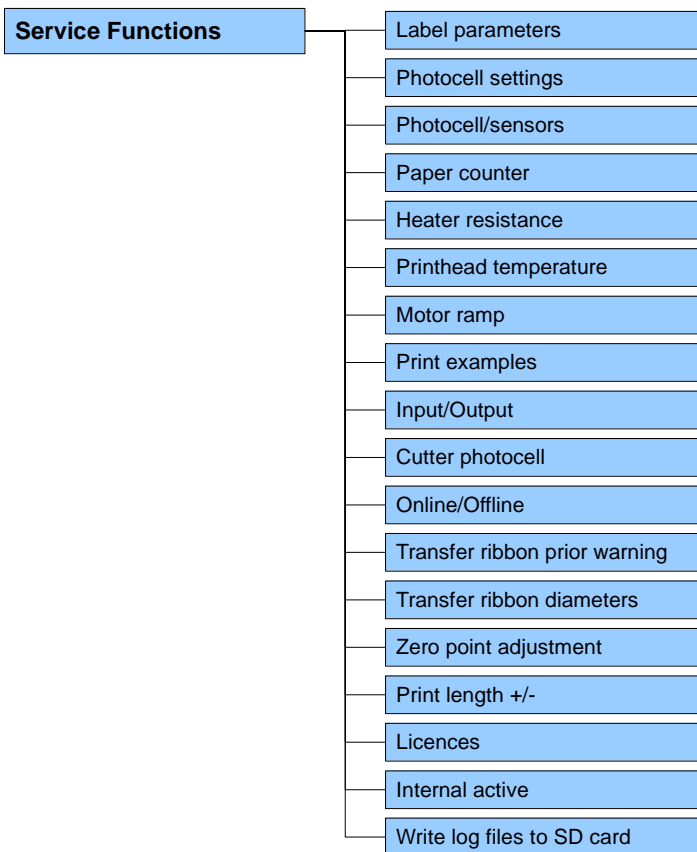 Service Functions
Label parameters
Photocell settings
Photocell/sensors
Paper counter
Heater resistance
Printhead temperature
Motor ramp
Print examples
Input/Output
Cutter photocell
Online/Offline
Transfer ribbon prior warning
Transfer ribbon diameters
Zero point adjustment
Print length +/-
Licences
Internal active
Write log files to SD card